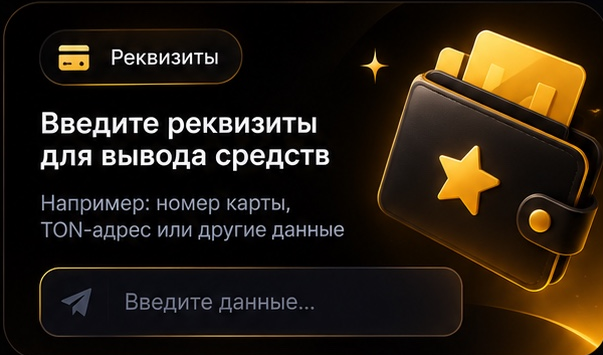 Реквизиты
Введите реквизиты
для вывода средств
Например: номер карты,
TON-адрес или другие данные
Введите данные...